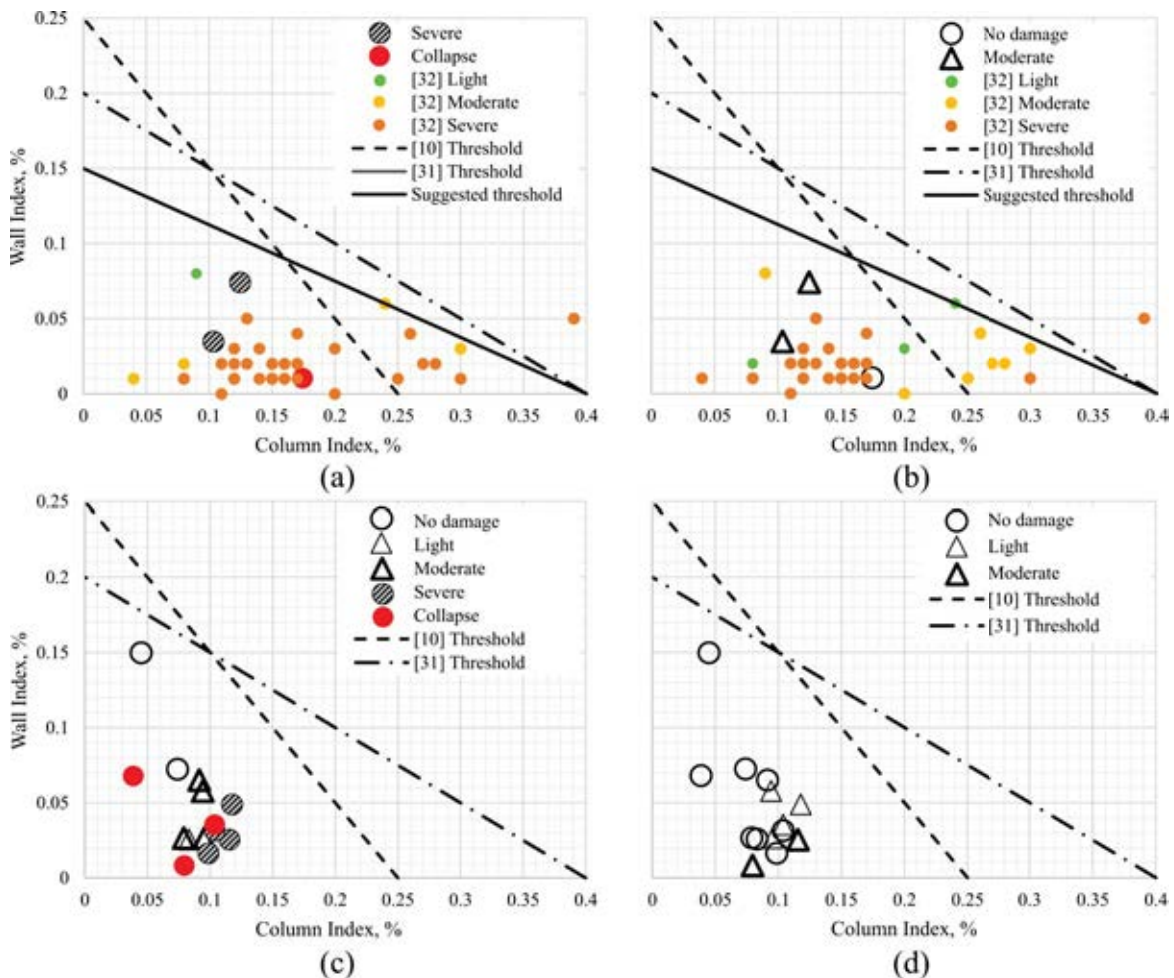 0.25
0.2
0.15
0.1
0.05
0
Wall Index, %
Severe
Collapse
[32] Light
[32] Moderate
[32] Severe
[10] Threshold
[31] Threshold
Suggested threshold
0 0.05 0.1 0.15 0.2 0.25 0.3 0.35 0.4
Column Index, %
(a)
0.25
0.2
0.15
0.1
0.05
0
Wall Index, %
No damage
Moderate
[32] Light
[32] Moderate
[32] Severe
[10] Threshold
[31] Threshold
Suggested threshold
0 0.05 0.1 0.15 0.2 0.25 0.3 0.35 0.4
Column Index, %
(b)
0.25
0.2
0.15
0.1
0.05
0
Wall Index, %
No damage
Light
Moderate
Severe
Collapse
[10] Threshold
[31] Threshold
0 0.05 0.1 0.15 0.2 0.25 0.3 0.35 0.4
Column Index, %
(c)
0.25
0.2
0.15
0.1
0.05
0
Wall Index, %
No damage
Light
Moderate
[10] Threshold
[31] Threshold
0 0.05 0.1 0.15 0.2 0.25 0.3 0.35 0.4
Column Index, %
(d)